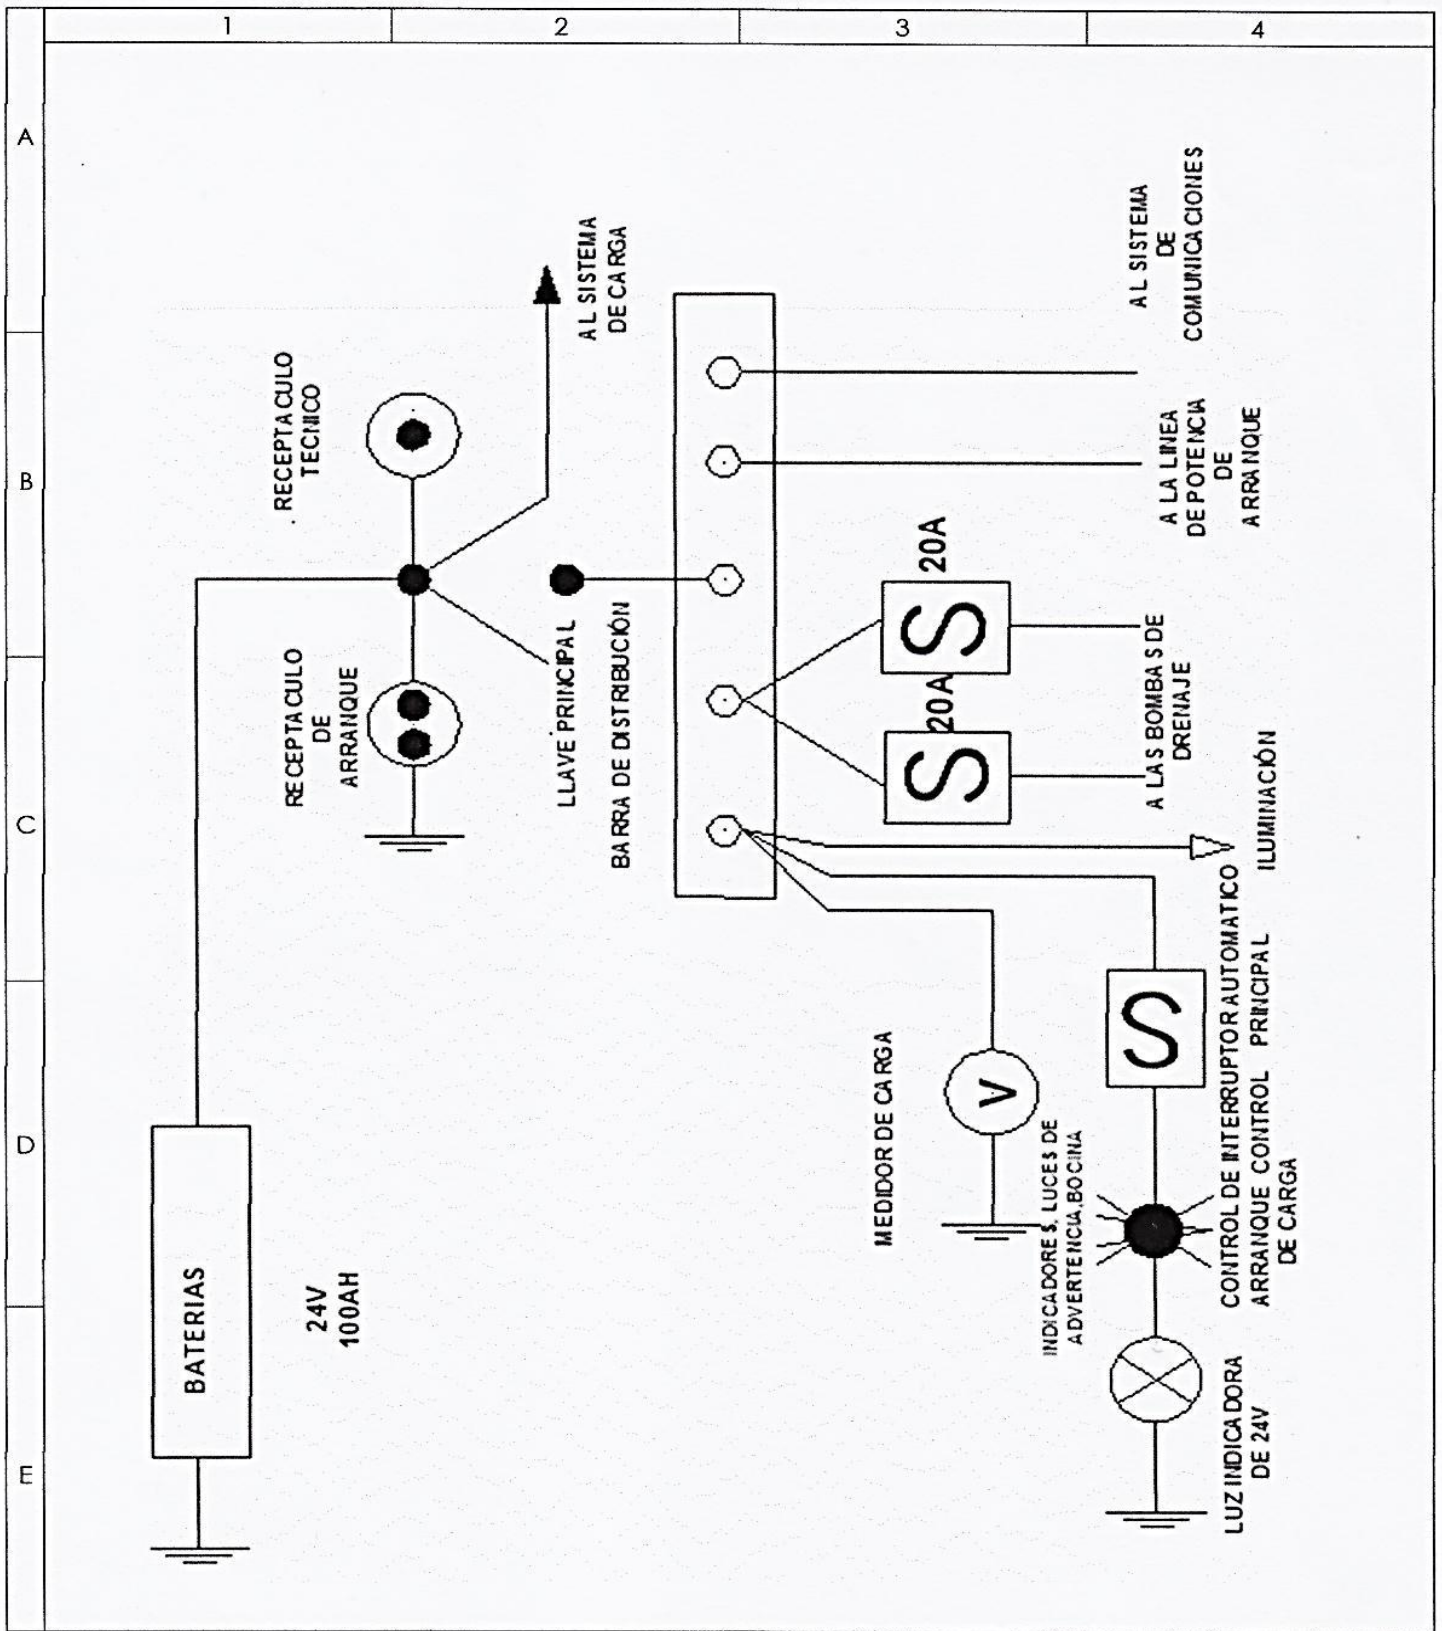 1
2
3
4
A
B
C
D
E
BATERIAS
24V
100AH
RECEPTACULO
DE
ARRANQUE
RECEPTACULO
TECNICO
AL SISTEMA
DE CARGA
LLAVE PRINCIPAL
BARRA DE DISTRIBUCIÓN
AL SISTEMA
DE
COMUNICACIONES
A LA LINEA
DE POTENCIA
DE
ARRANQUE
S
20A
S
20A
A LAS BOMBAS DE
DRENAJE
ILUMINACIÓN
MEDIDOR DE CARGA
V
S
INDICADORES, LUCES DE
ADVERTENCIA,BOCINA
CONTROL DE INTERRUPTOR AUTOMATICO
ARRANQUE CONTROL PRINCIPAL
DE CARGA
LUZ INDICADORA
DE 24V